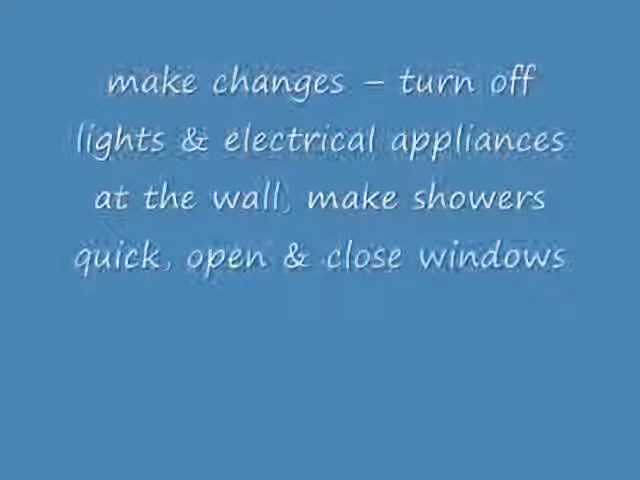 make changes – turn off
lights & electrical appliances
at the wall, make showers
quick, open & close windows